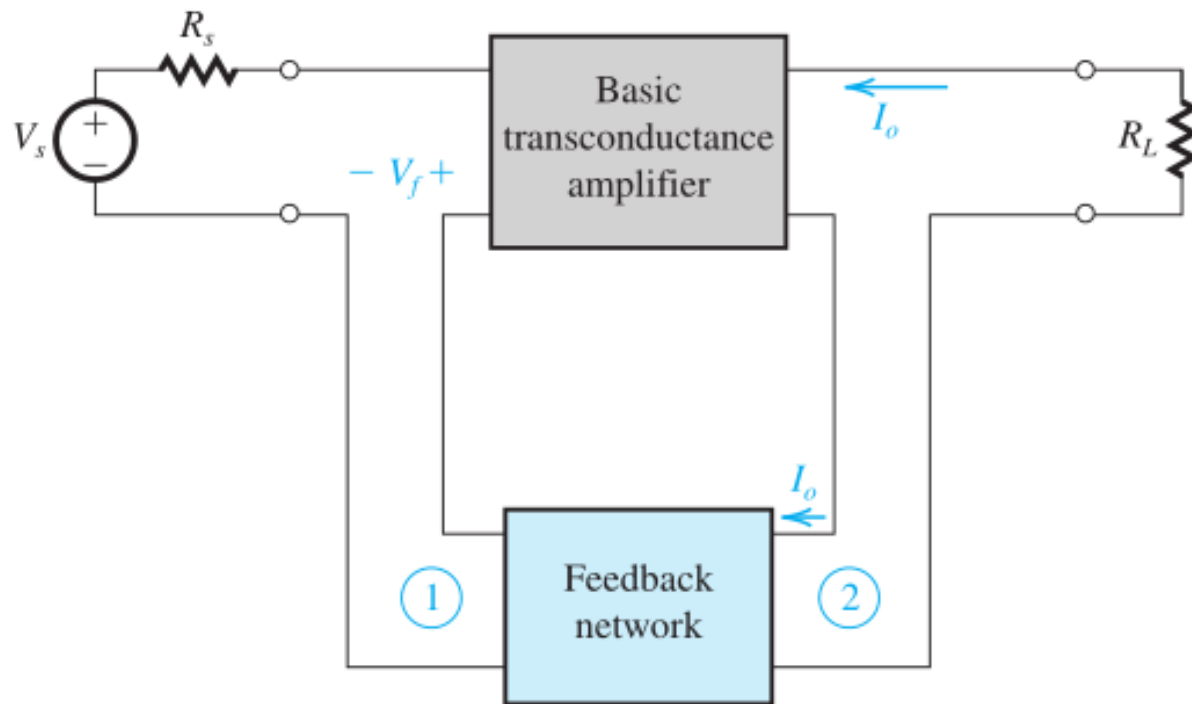 R_s
V_s
+
−
Basic
transconductance
amplifier
I_o
R_L
− V_f +
I_o
Feedback
network
1
2